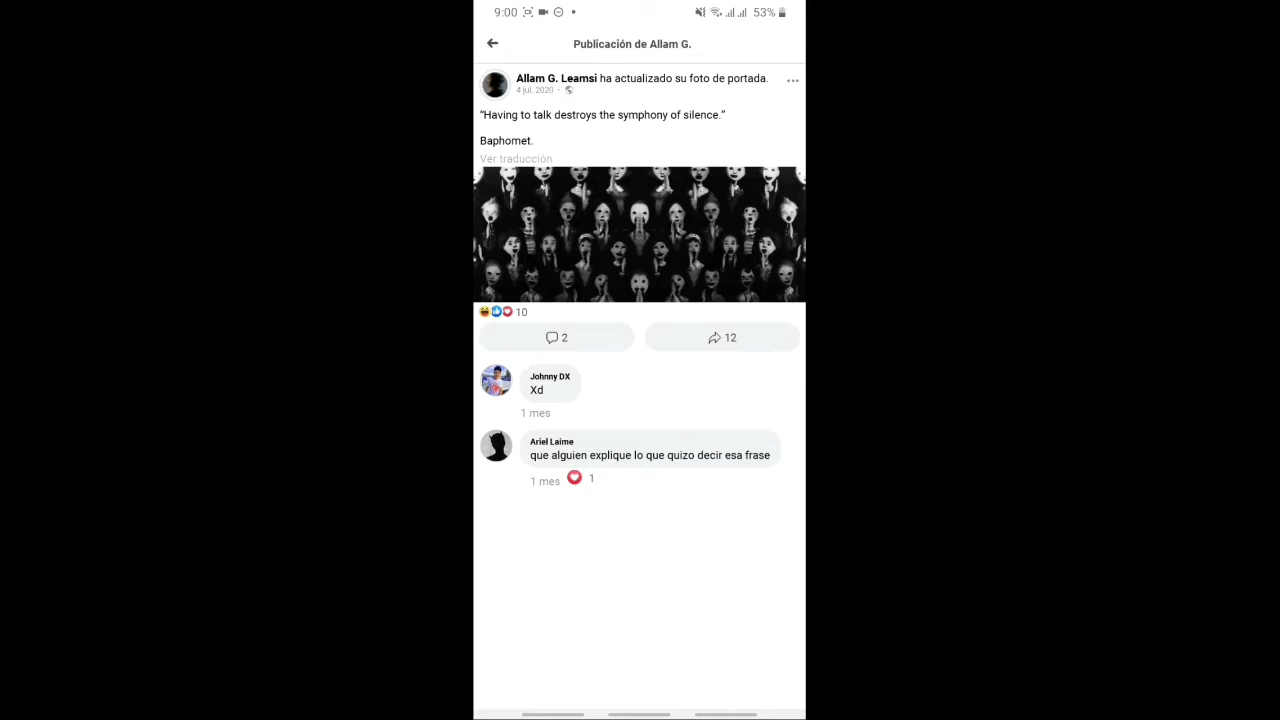 9:00 53%
Publicación de Allam G.
Allam G. Leamsi ha actualizado su foto de portada.
4 jul. 2020 ·
“Having to talk destroys the symphony of silence.”
Baphomet.
Ver traducción
10
2 12
Johnny DX
Xd
1 mes
Ariel Laime
que alguien explique lo que quizo decir esa frase
1 mes 1